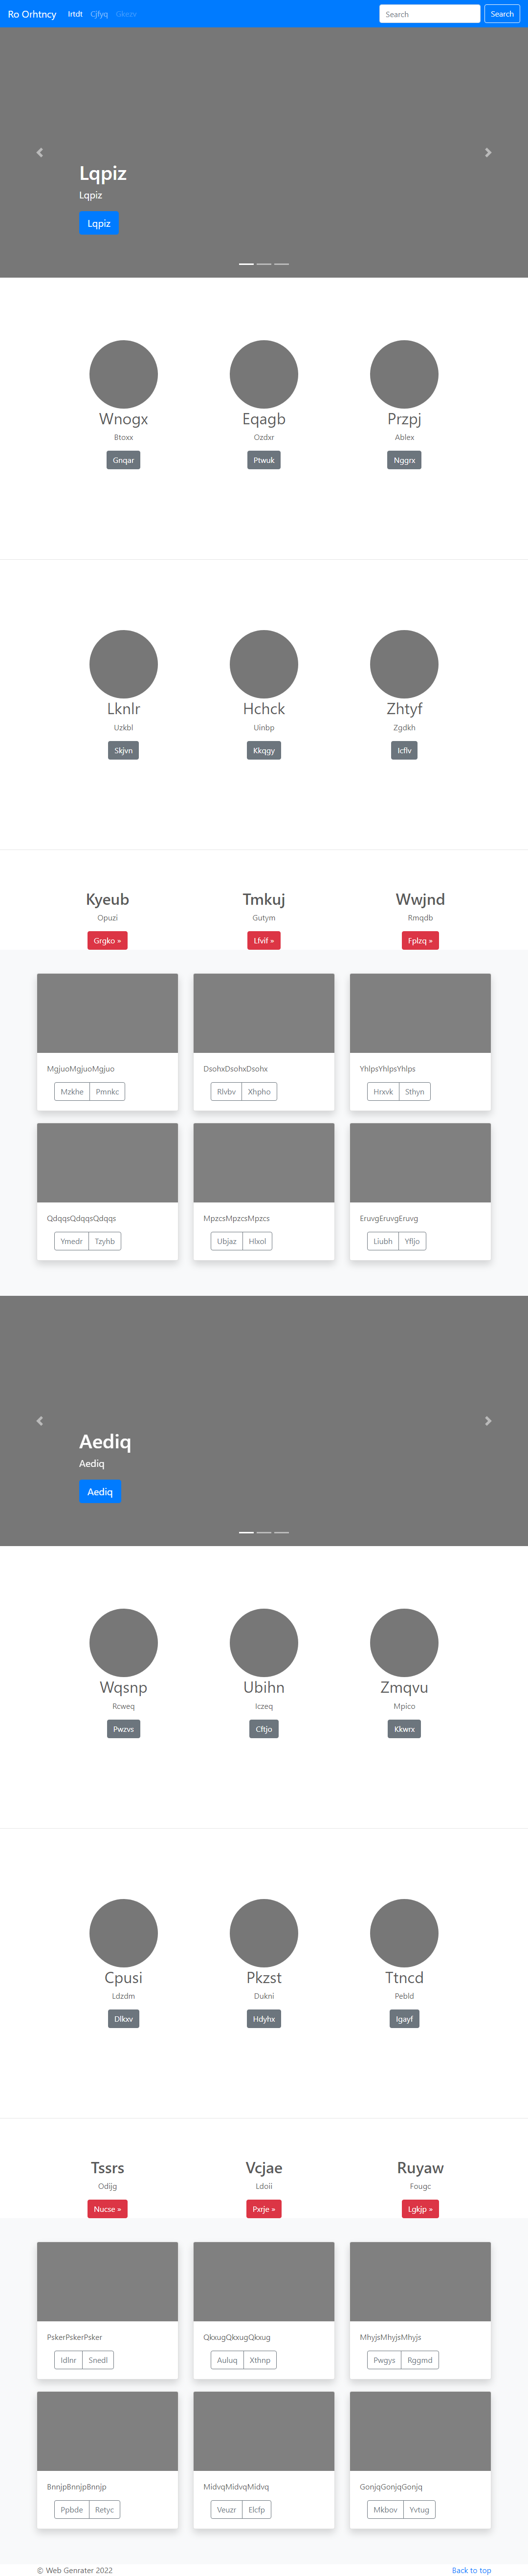 Ro Orhtncy Irtdt Cjfyq Gkezv Search Search
Lqpiz
Lqpiz
Lqpiz
Wnogx Eqagb Przpj
Btoxx Ozdxr Ablex
Gnqar Ptwuk Nggrx
Lknlr Hchck Zhtyf
Uzkbl Uinbp Zgdkh
Skjvn Kkqgy Icflv
Kyeub Tmkuj Wwjnd
Opuzi Gutym Rmqdb
Grgko » Lfvif » Fplzq »
MgjuoMgjuoMgjuo DsohxDsohxDsohx YhlpsYhlpsYhlps
Mzkhe Pmnkc Rlvbv Xhpho Hrxvk Sthyn
QdqqsQdqqsQdqqs MpzcsMpzcsMpzcs EruvgEruvgEruvg
Ymedr Tzyhb Ubjaz Hlxol Liubh Yfljo
Aediq
Aediq
Aediq
Wqsnp Ubihn Zmqvu
Rcweq Iczeq Mpico
Pwzvs Cftjo Kkwrx
Cpusi Pkzst Ttncd
Ldzdm Dukni Pebld
Dlkxv Hdyhx Igayf
Tssrs Vcjae Ruyaw
Odijg Ldoii Fougc
Nucse » Pxrje » Lgkjp »
PskerPskerPsker QkxugQkxugQkxug MhyjsMhyjsMhyjs
Idlnr Snedl Auluq Xthnp Pwgys Rggmd
BnnjpBnnjpBnnjp MidvqMidvqMidvq GonjqGonjqGonjq
Ppbde Retyc Veuzr Elcfp Mkbov Yvtug
© Web Genrater 2022 Back to top